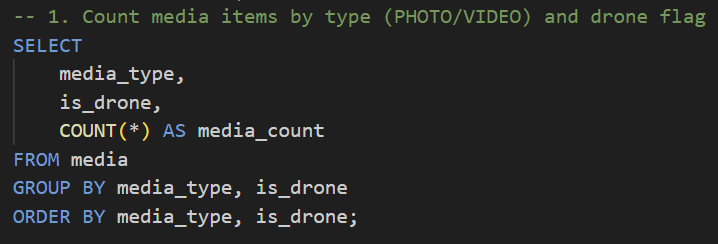 -- 1. Count media items by type (PHOTO/VIDEO) and drone flag
SELECT
    media_type,
    is_drone,
    COUNT(*) AS media_count
FROM media
GROUP BY media_type, is_drone
ORDER BY media_type, is_drone;